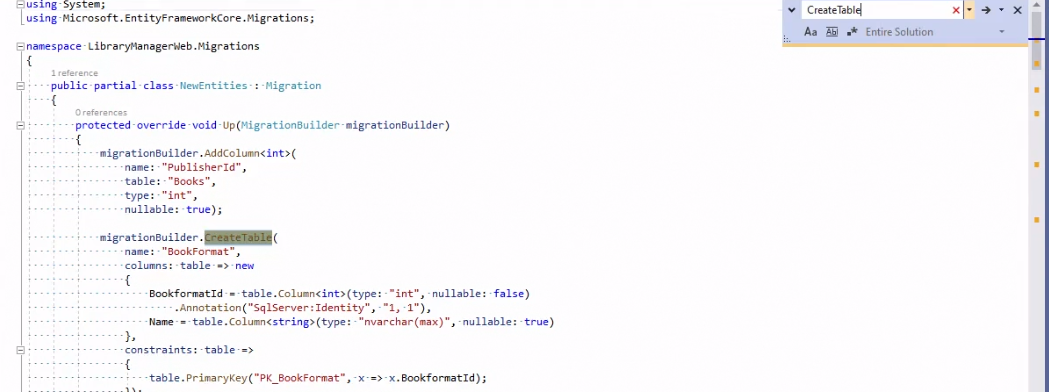 using System;
using Microsoft.EntityFrameworkCore.Migrations;
namespace LibraryManagerWeb.Migrations
{
1 reference
public partial class NewEntities : Migration
{
0 references
protected override void Up(MigrationBuilder migrationBuilder)
{
migrationBuilder.AddColumn<int>(
name: "PublisherId",
table: "Books",
type: "int",
nullable: true);
migrationBuilder.CreateTable(
name: "BookFormat",
columns: table => new
{
BookformatId = table.Column<int>(type: "int", nullable: false)
.Annotation("SqlServer:Identity", "1, 1"),
Name = table.Column<string>(type: "nvarchar(max)", nullable: true)
},
constraints: table =>
{
table.PrimaryKey("PK_BookFormat", x => x.BookformatId);
});
CreateTable
Aa Ab Entire Solution